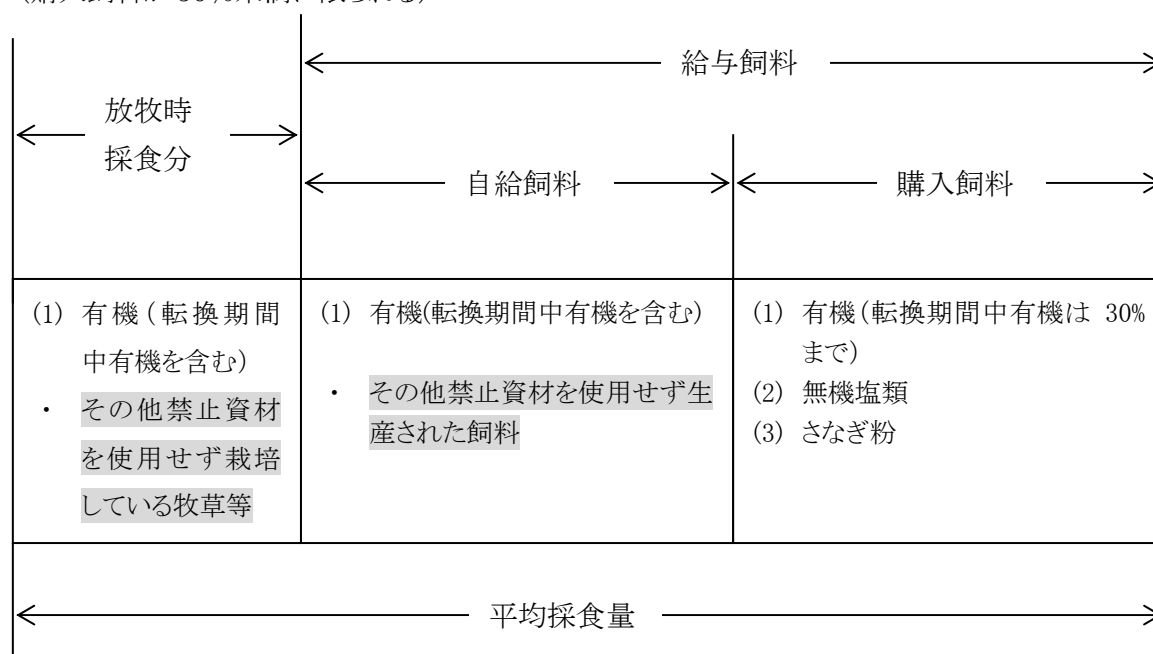 給与飼料
放牧時
採食分
自給飼料
購入飼料
(1) 有機(転換期間
中有機を含む)
・ その他禁止資材
を使用せず栽培
している牧草等
(1) 有機(転換期間中有機を含む)
・ その他禁止資材を使用せず生
産された飼料
(1) 有機(転換期間中有機は 30%
まで)
(2) 無機塩類
(3) さなぎ粉
平均採食量